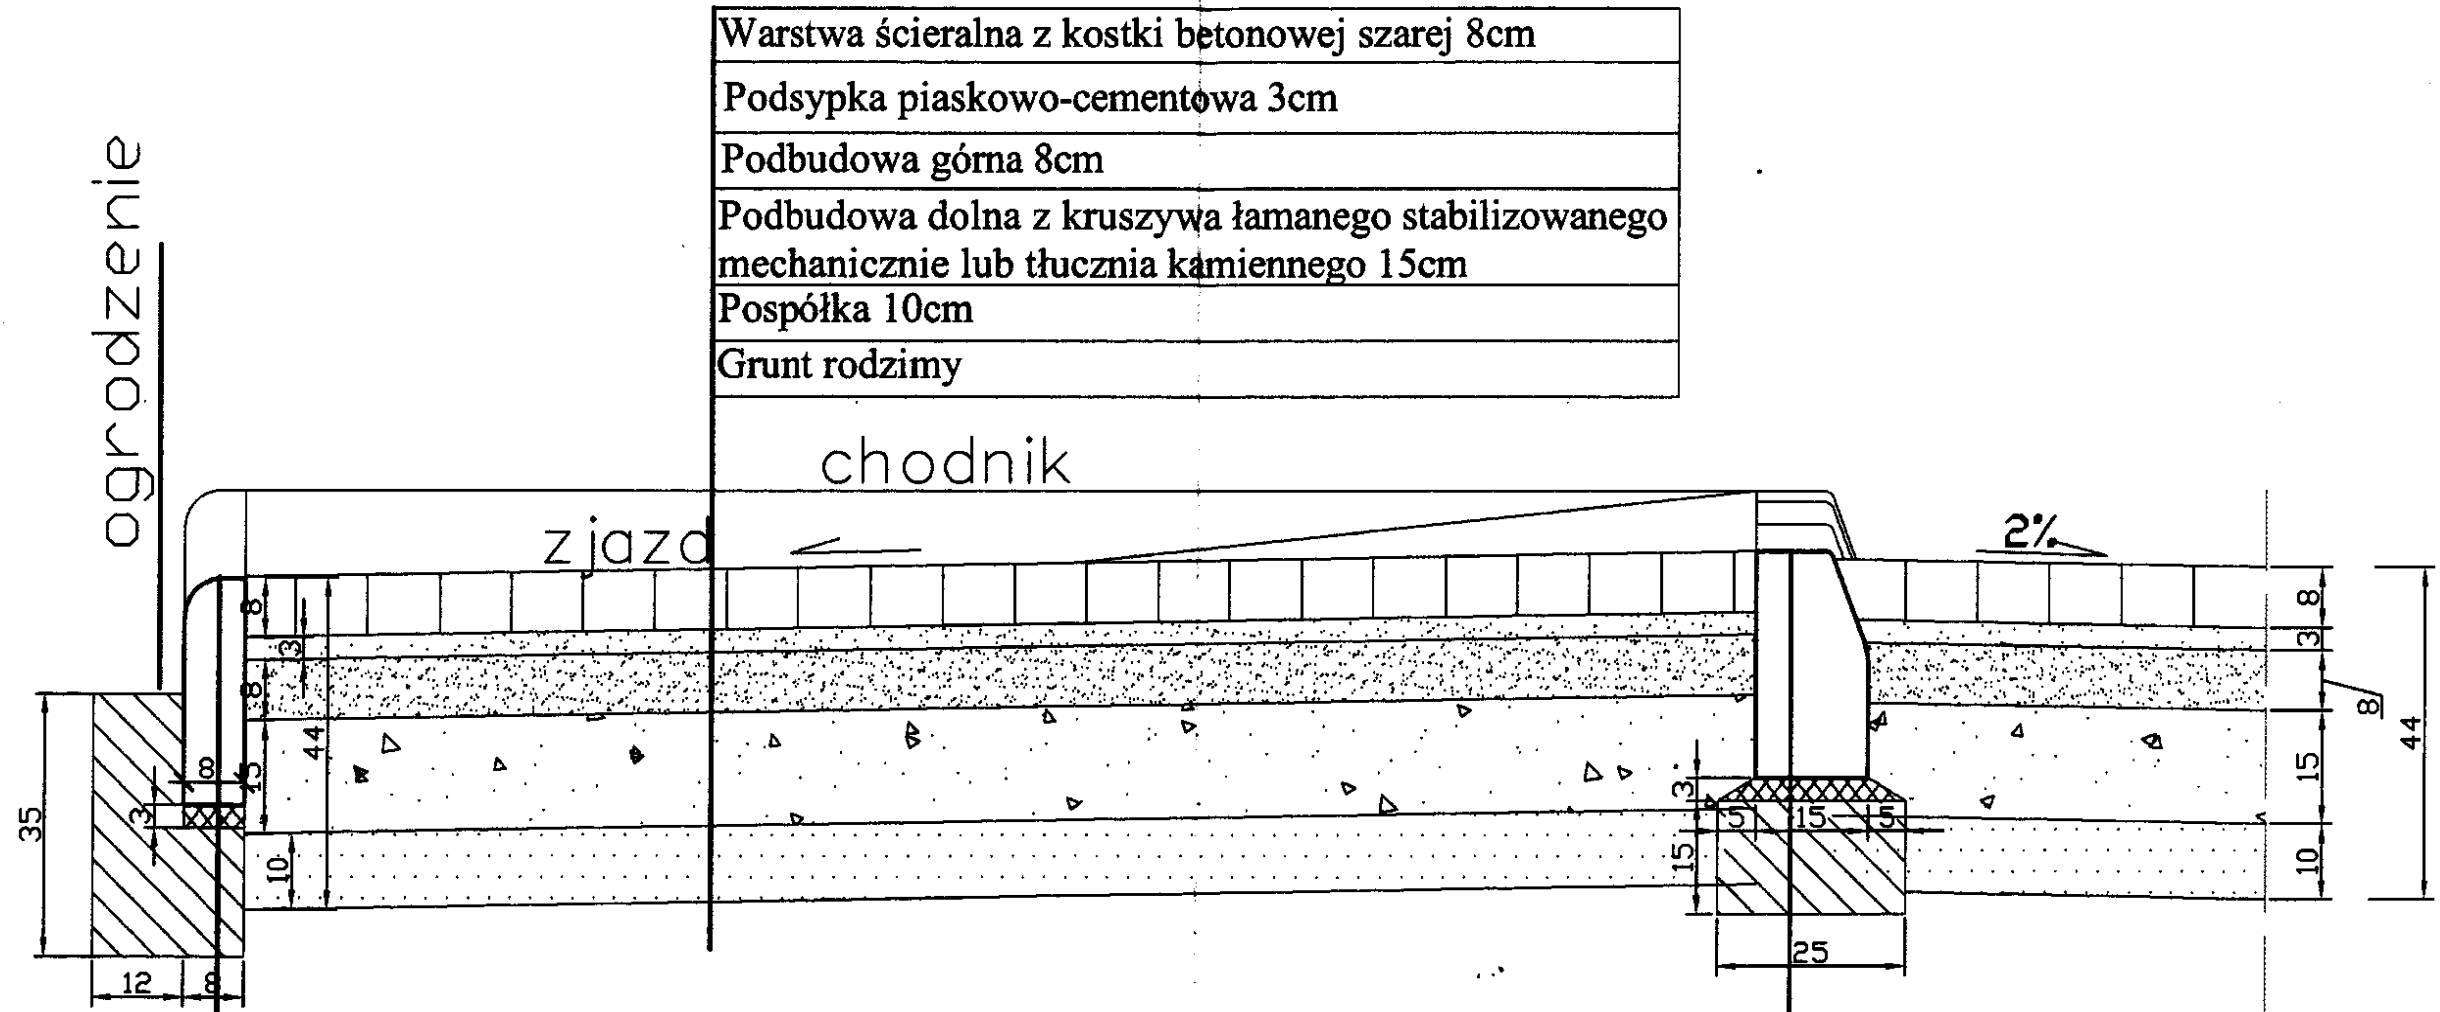 Warstwa ścieralna z kostki betonowej szarej 8cm
Podsypka piaskowo-cementowa 3cm
Podbudowa górna 8cm
Podbudowa dolna z kruszywa łamanego stabilizowanego
mechanicznie lub tłucznia kamiennego 15cm
Pospółka 10cm
Grunt rodzimy
ogrodzenie
chodnik
zjazd
2%
8
3
8
15
10
44
8
3
35
12
8
3
5
15
5
15
25
8
3
8
15
10
44